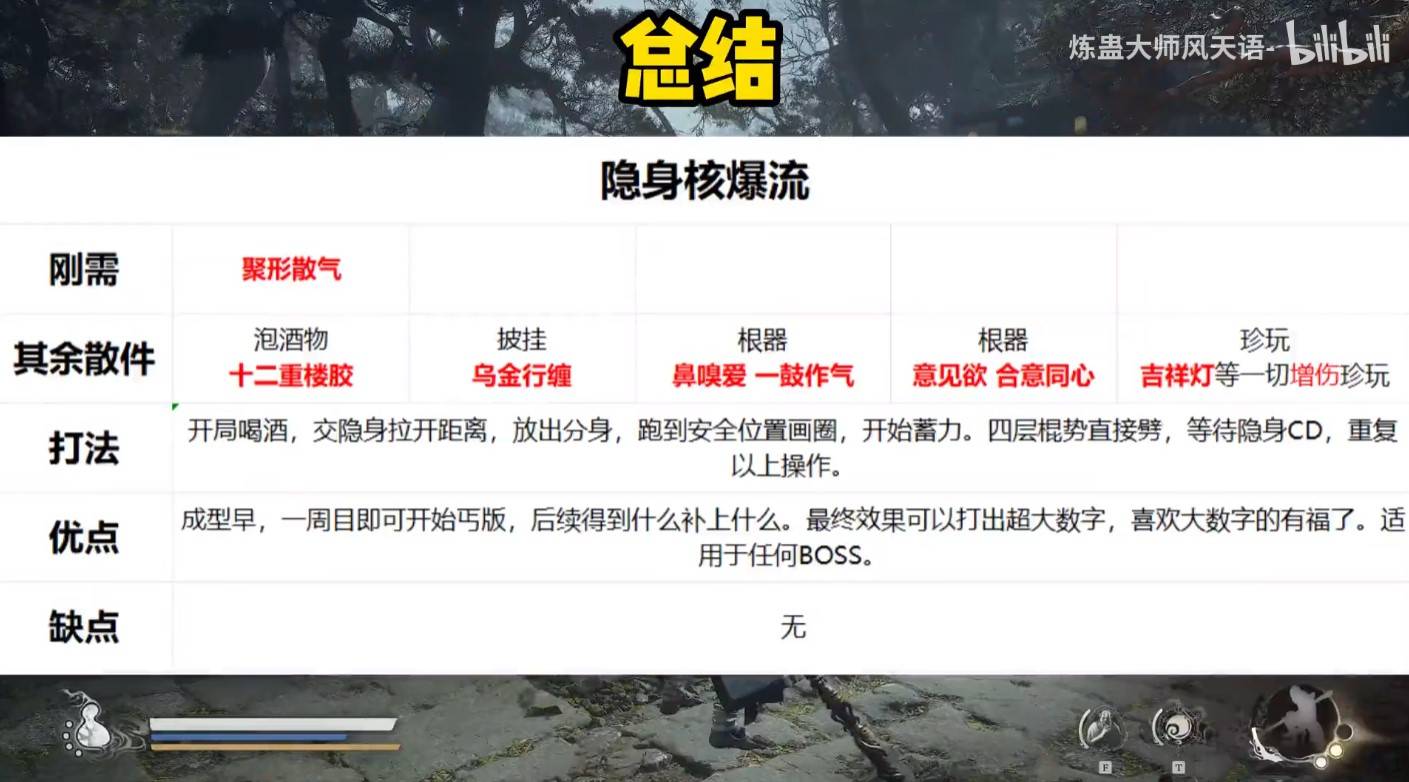 总结
炼蛊大师风天语- bilibili
隐身核爆流
刚需
聚形散气
其余散件
泡酒物
十二重楼胶
披挂
乌金行缠
根器
鼻嗅爱 一鼓作气
根器
意见欲 合意同心
珍玩
吉祥灯等一切增伤珍玩
打法
开局喝酒，交隐身拉开距离，放出分身，跑到安全位置画圈，开始蓄力。四层棍势直接劈，等待隐身CD，重复
以上操作。
优点
成型早，一周目即可开始丐版，后续得到什么补上什么。最终效果可以打出超大数字，喜欢大数字的有福了。适
用于任何BOSS。
缺点
无
F
T